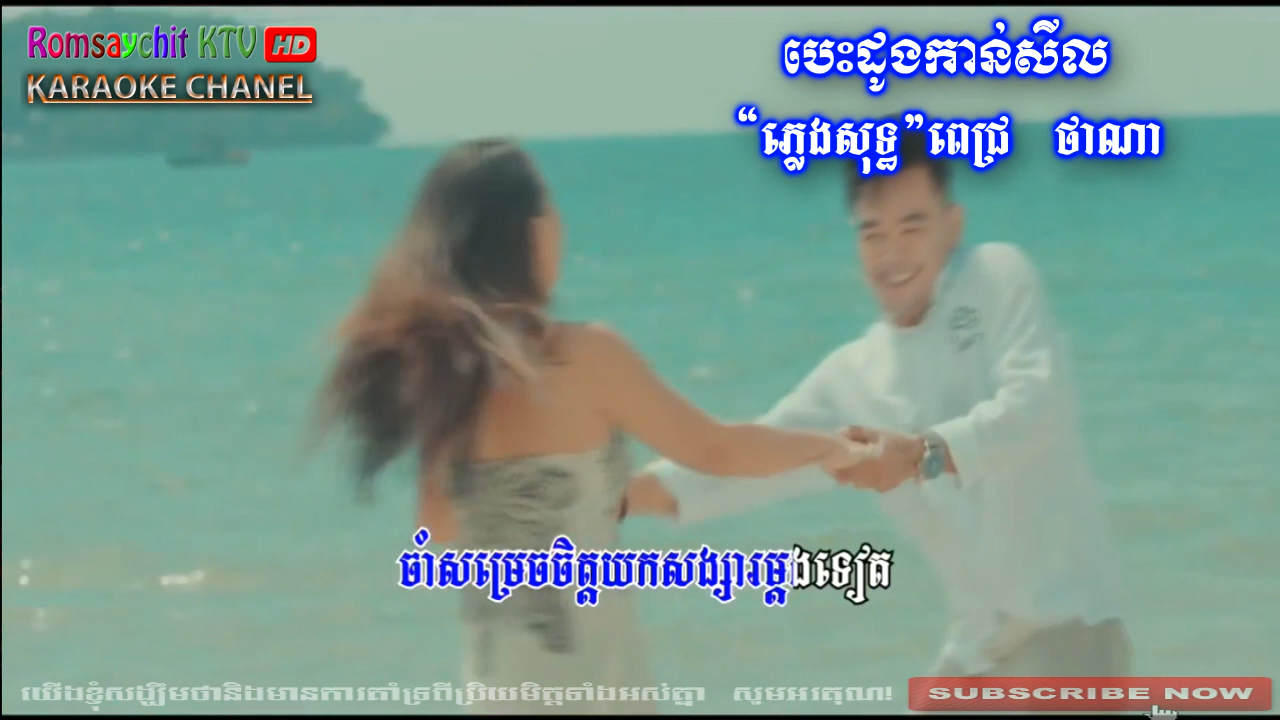 Romsaychit KTV HD
KARAOKE CHANEL
បេះដូងកាន់សីល
“ភ្លេងសុទ្ធ”ពេជ្រ ថាណា
ចាំសម្រេចចិត្តយកសង្សារម្តងទៀត
យើងខ្ញុំសង្ឃឹមថានិងមានការគាំទ្រពីប្រិយមិត្តទាំងអស់គ្នា សូមអរគុណ!
SUBSCRIBE NOW